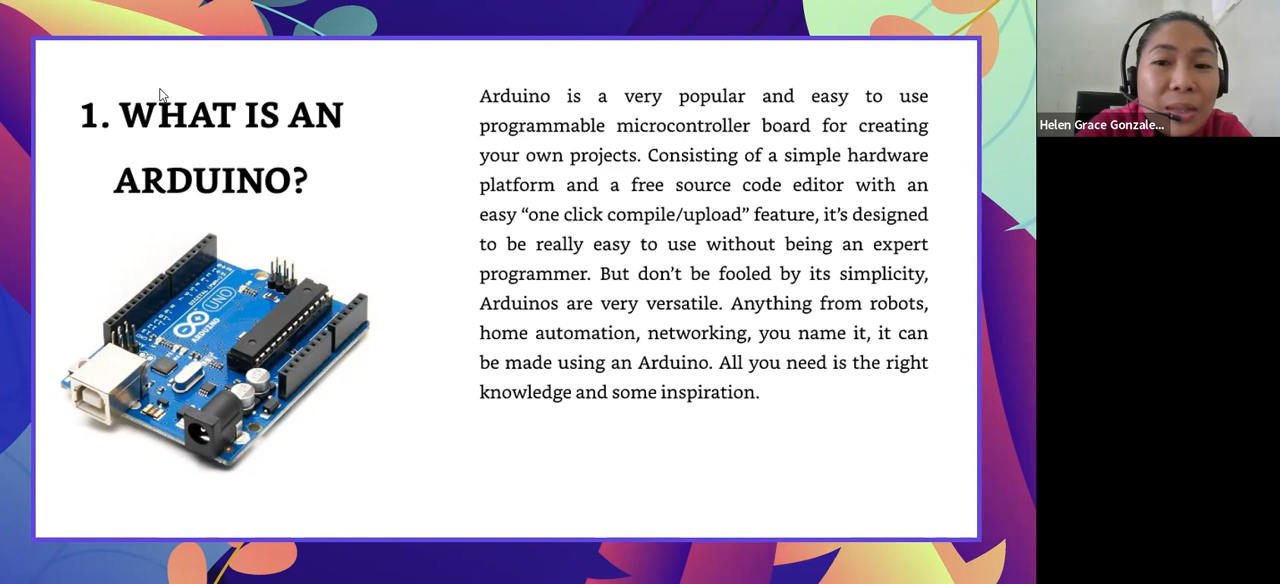 1. WHAT IS AN
ARDUINO?
Arduino is a very popular and easy to use
programmable microcontroller board for creating
your own projects. Consisting of a simple hardware
platform and a free source code editor with an
easy “one click compile/upload” feature, it’s designed
to be really easy to use without being an expert
programmer. But don’t be fooled by its simplicity,
Arduinos are very versatile. Anything from robots,
home automation, networking, you name it, it can
be made using an Arduino. All you need is the right
knowledge and some inspiration.
UNO
ARDUINO
Helen Grace Gonzale...